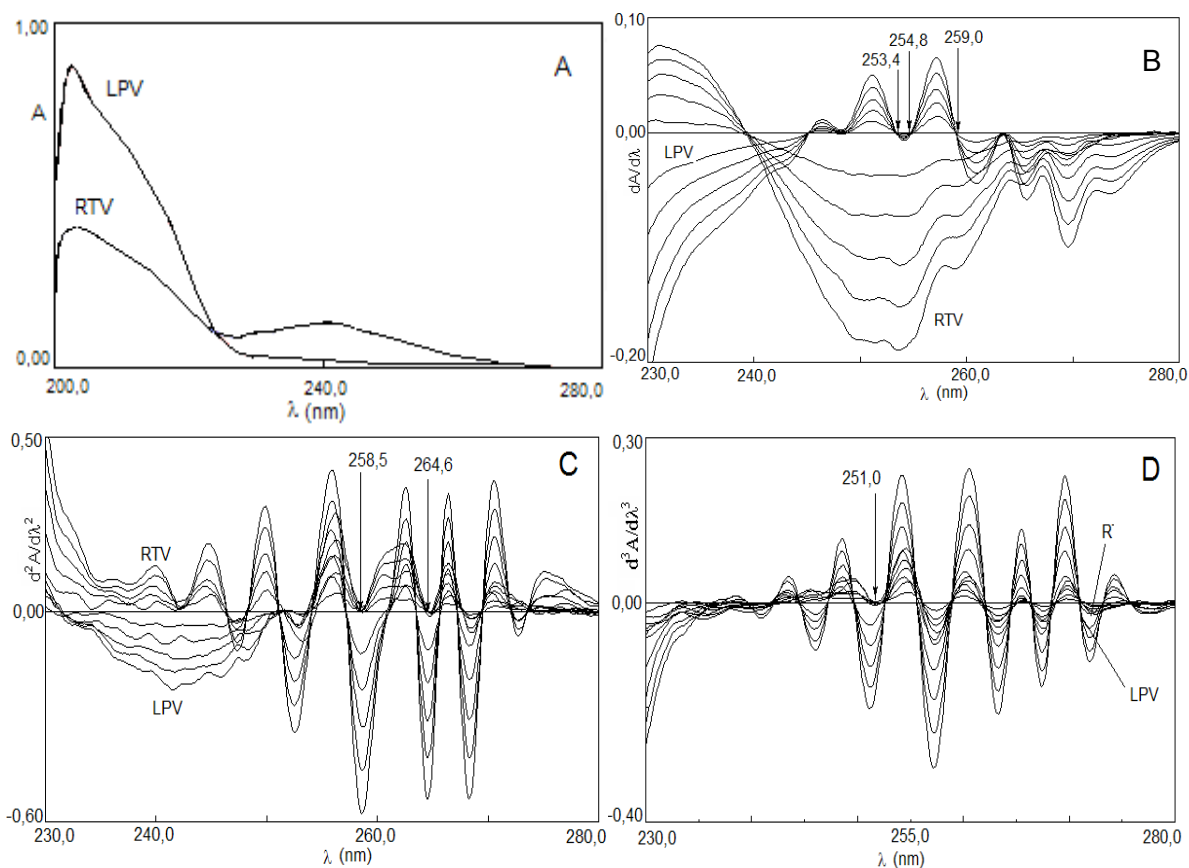 1,00
A
A
LPV
RTV
0,00
200,0
240,0
280,0
λ (nm)
0,10
B
254,8
259,0
253,4
0,00
dA/dλ
LPV
RTV
-0,20
230,0
240,0
260,0
280,0
λ (nm)
0,50
C
258,5
264,6
d²A/dλ²
RTV
0,00
LPV
-0,60
230,0
240,0
260,0
280,0
λ (nm)
0,30
D
251,0
d³A/dλ³
R
0,00
LPV
-0,40
230,0
255,0
280,0
λ (nm)